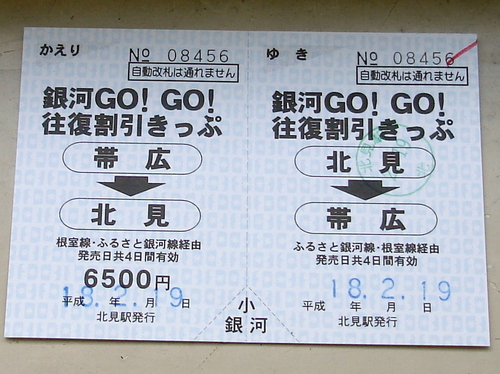 かえり
№ 08456
自動改札は通れません
銀河GO! GO!
往復割引きっぷ
帯広
北見
根室線・ふるさと銀河線経由
発売日共4日間有効
6500円
18.2.19
平成 年 月 日
北見駅発行
小
銀河
ゆき
№ 08456
自動改札は通れません
銀河GO! GO!
往復割引きっぷ
北見
帯広
ふるさと銀河線・根室線経由
発売日共4日間有効
18.2.19
平成 年 月 日
北見駅発行